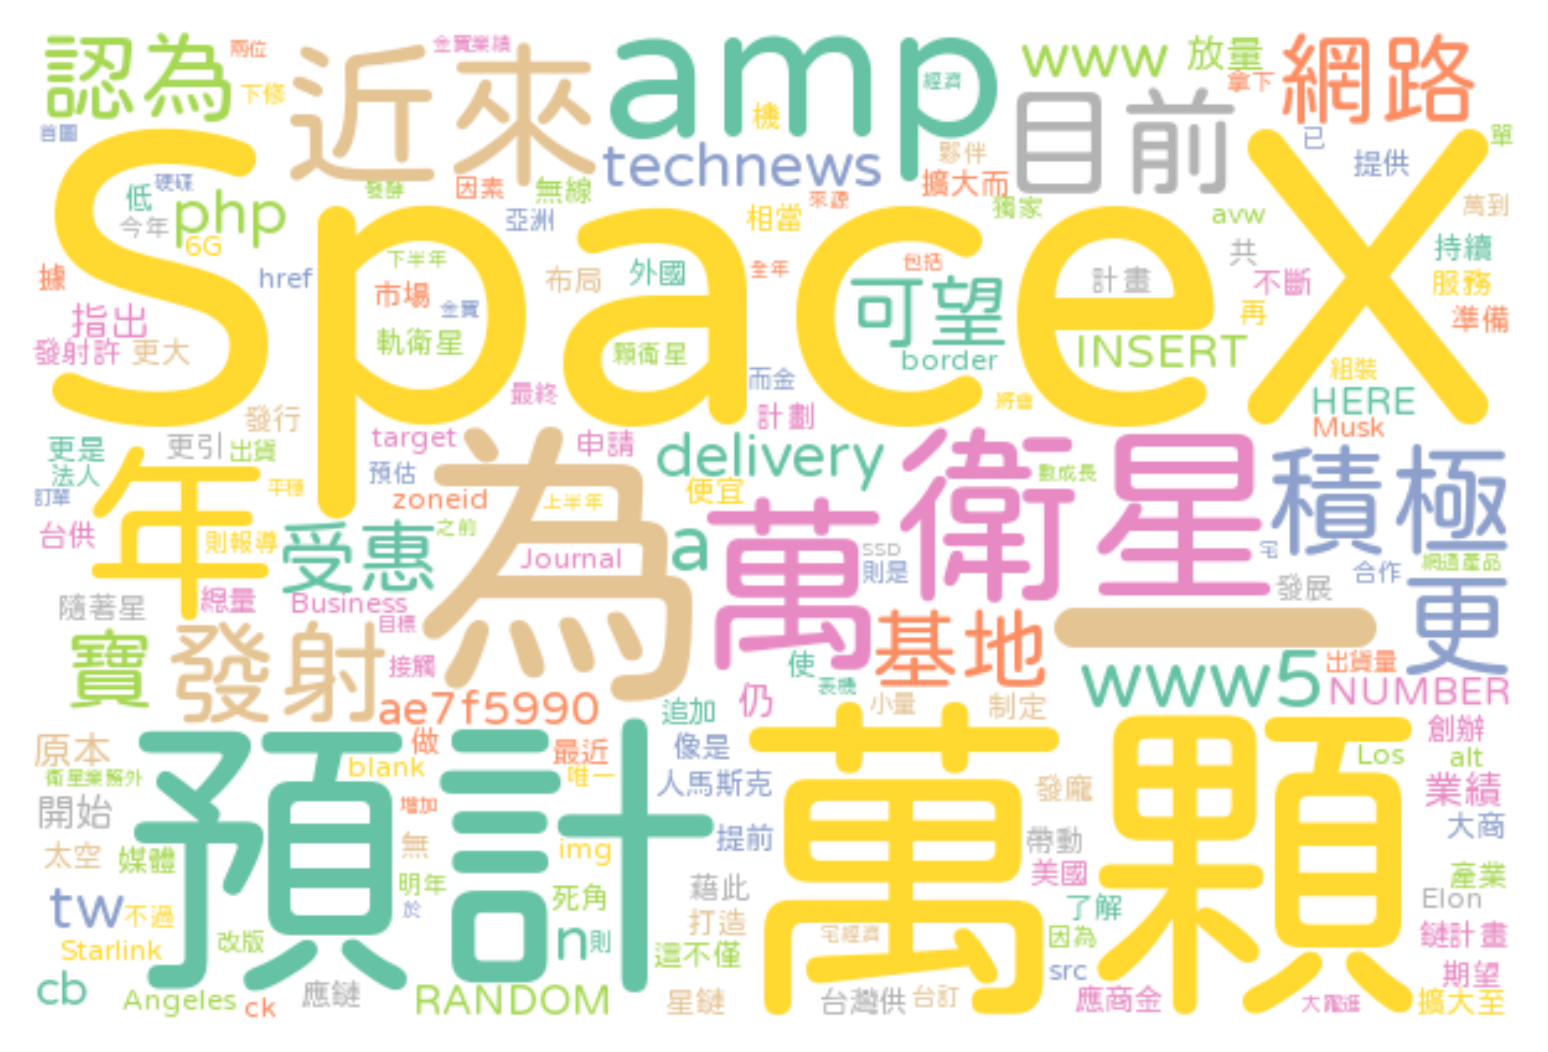 認為
兩位
近來
金寶業績
amp
經濟
www
放量
拿下
網路
下修
首圖
機
目前
已
單
SpaceX
硬碟
低
php
今年
6G
發酵
因素
無線
technews
夥伴
擴大而
提供
亞洲
相當
來源
獨家
avw
萬到
據
href
下半年
市場
金寶
布局
外國
全年
包括
可望
計畫
共
不斷
持續
服務
再
準備
指出
發射許
更大
軌衛星
顆衛星
border
INSERT
而金
最終
計劃
將會
組裝
HERE
Musk
發行
更是
法人
訂單
更引
出貨
平穩
target
預估
zoneid
申請
delivery
便宜
上半年
之前
衛星
數成長
積極
年
台供
則報導
受惠
為
Journal
a
萬
SSD
則是
宅
合作
網通產品
發展
隨著星
總量
Business
目標
接觸
一
更
寶
發射
ae7f5990
基地
使
表機
仍
小量
制定
www5
出貨量
NUMBER
追加
原本
衛星業務外
預計
做
blank
最近
唯一
像是
人馬斯克
萬顆
發龐
Los
創辦
alt
業績
開始
增加
無
img
提前
帶動
大商
太空
媒體
明年
於
死角
藉此
美國
產業
Elon
tw
不過
Starlink
改版
n
則
打造
這不僅
宅經濟
了解
因為
鏈計畫
cb
Angeles
ck
應鏈
RANDOM
星鏈
台灣供
台訂
src
應商金
大躍進
期望
擴大至